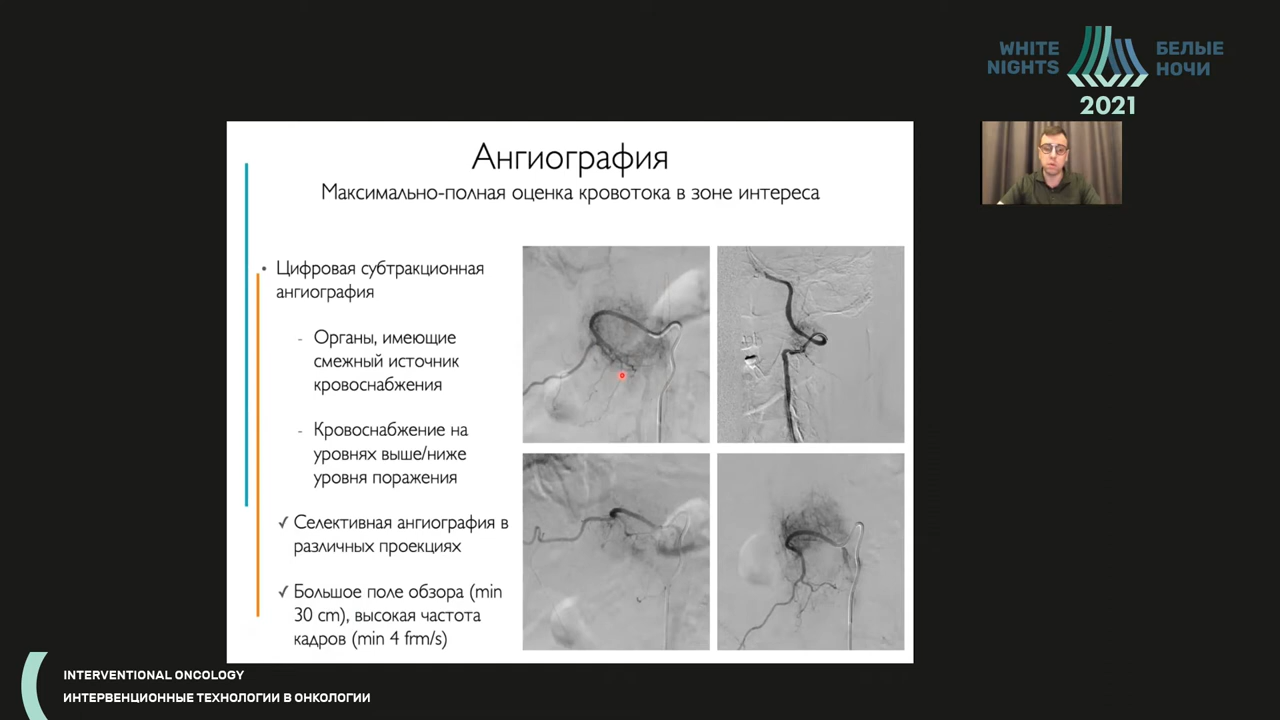 WHITE
NIGHTS
БЕЛЫЕ
НОЧИ
2021
Ангиография
Максимально-полная оценка кровотока в зоне интереса
• Цифровая субтракционная
ангиография
- Органы, имеющие
смежный источник
кровоснабжения
- Кровоснабжение на
уровнях выше/ниже
уровня поражения
✓ Селективная ангиография в
различных проекциях
✓ Большое поле обзора (min
30 cm), высокая частота
кадров (min 4 frm/s)
INTERVENTIONAL ONCOLOGY
ИНТЕРВЕНЦИОННЫЕ ТЕХНОЛОГИИ В ОНКОЛОГИИ